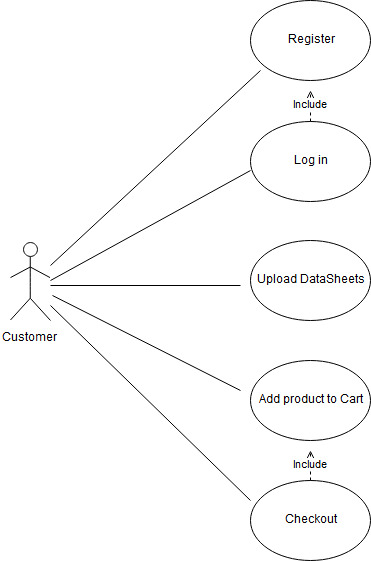 Register
Include
Log in
Upload DataSheets
Customer
Add product to Cart
Include
Checkout